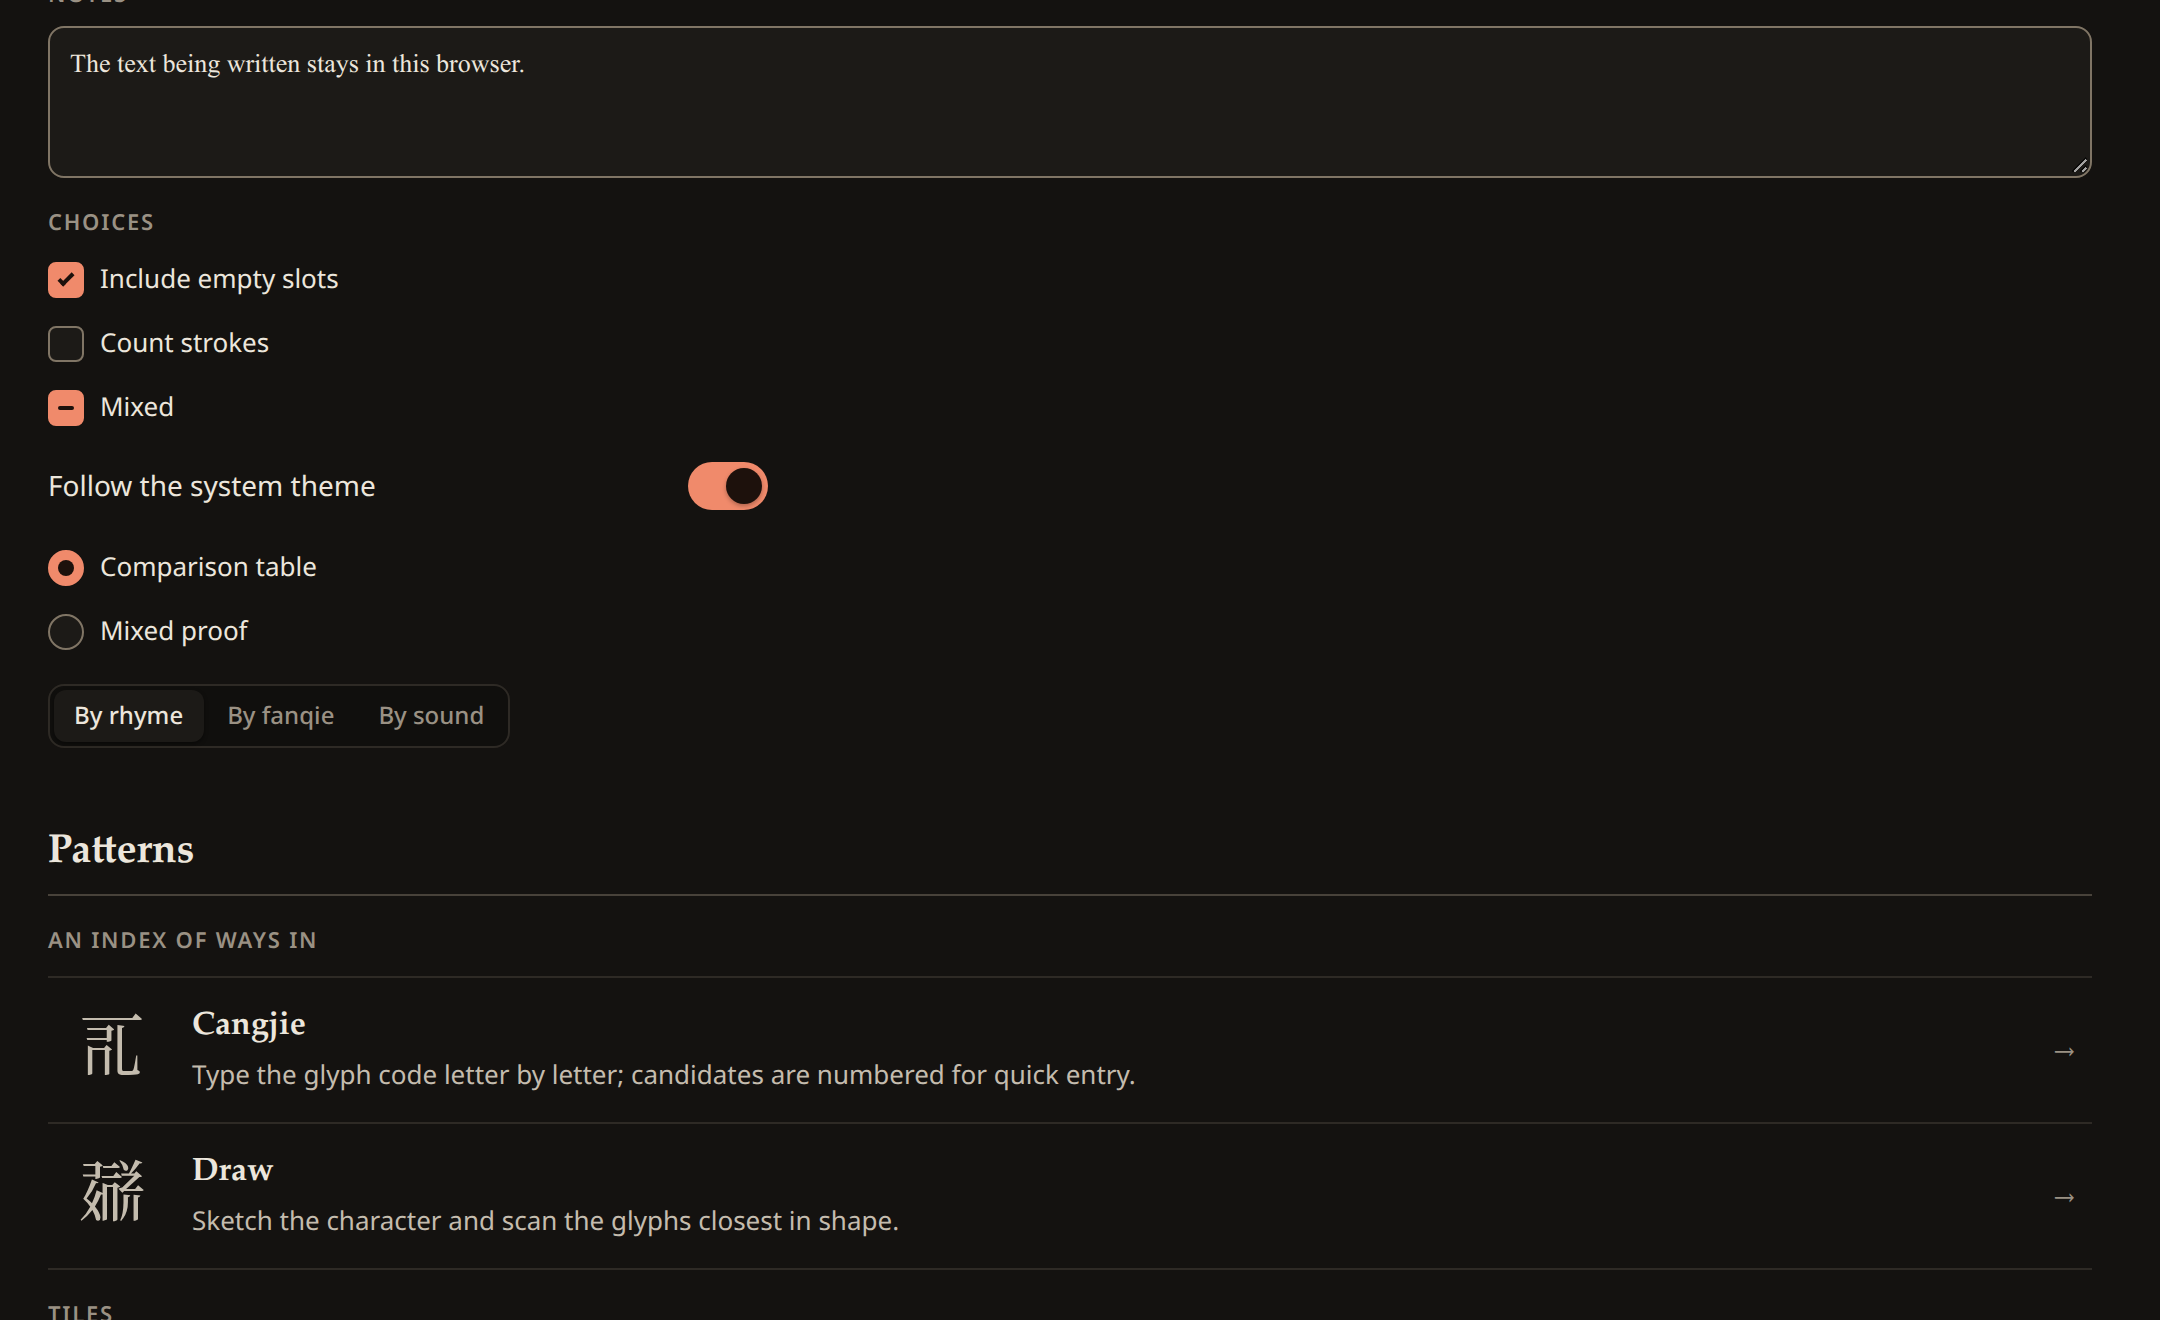 The text being written stays in this browser.
CHOICES
Include empty slots
Count strokes
Mixed
Follow the system theme
Comparison table
Mixed proof
By rhyme By fanqie By sound
Patterns
AN INDEX OF WAYS IN
Cangjie
Type the glyph code letter by letter; candidates are numbered for quick entry.
→
Draw
Sketch the character and scan the glyphs closest in shape.
→
TILES